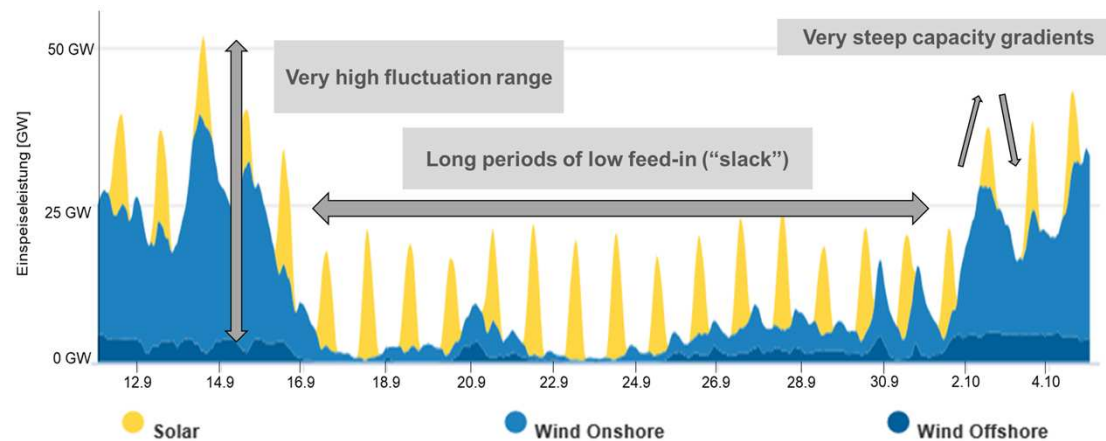 50 GW
Very high fluctuation range
Very steep capacity gradients
Long periods of low feed-in (“slack”)
25 GW
Einspeiseleistung [GW]
0 GW
12.9 14.9 16.9 18.9 20.9 22.9 24.9 26.9 28.9 30.9 2.10 4.10
Solar Wind Onshore Wind Offshore